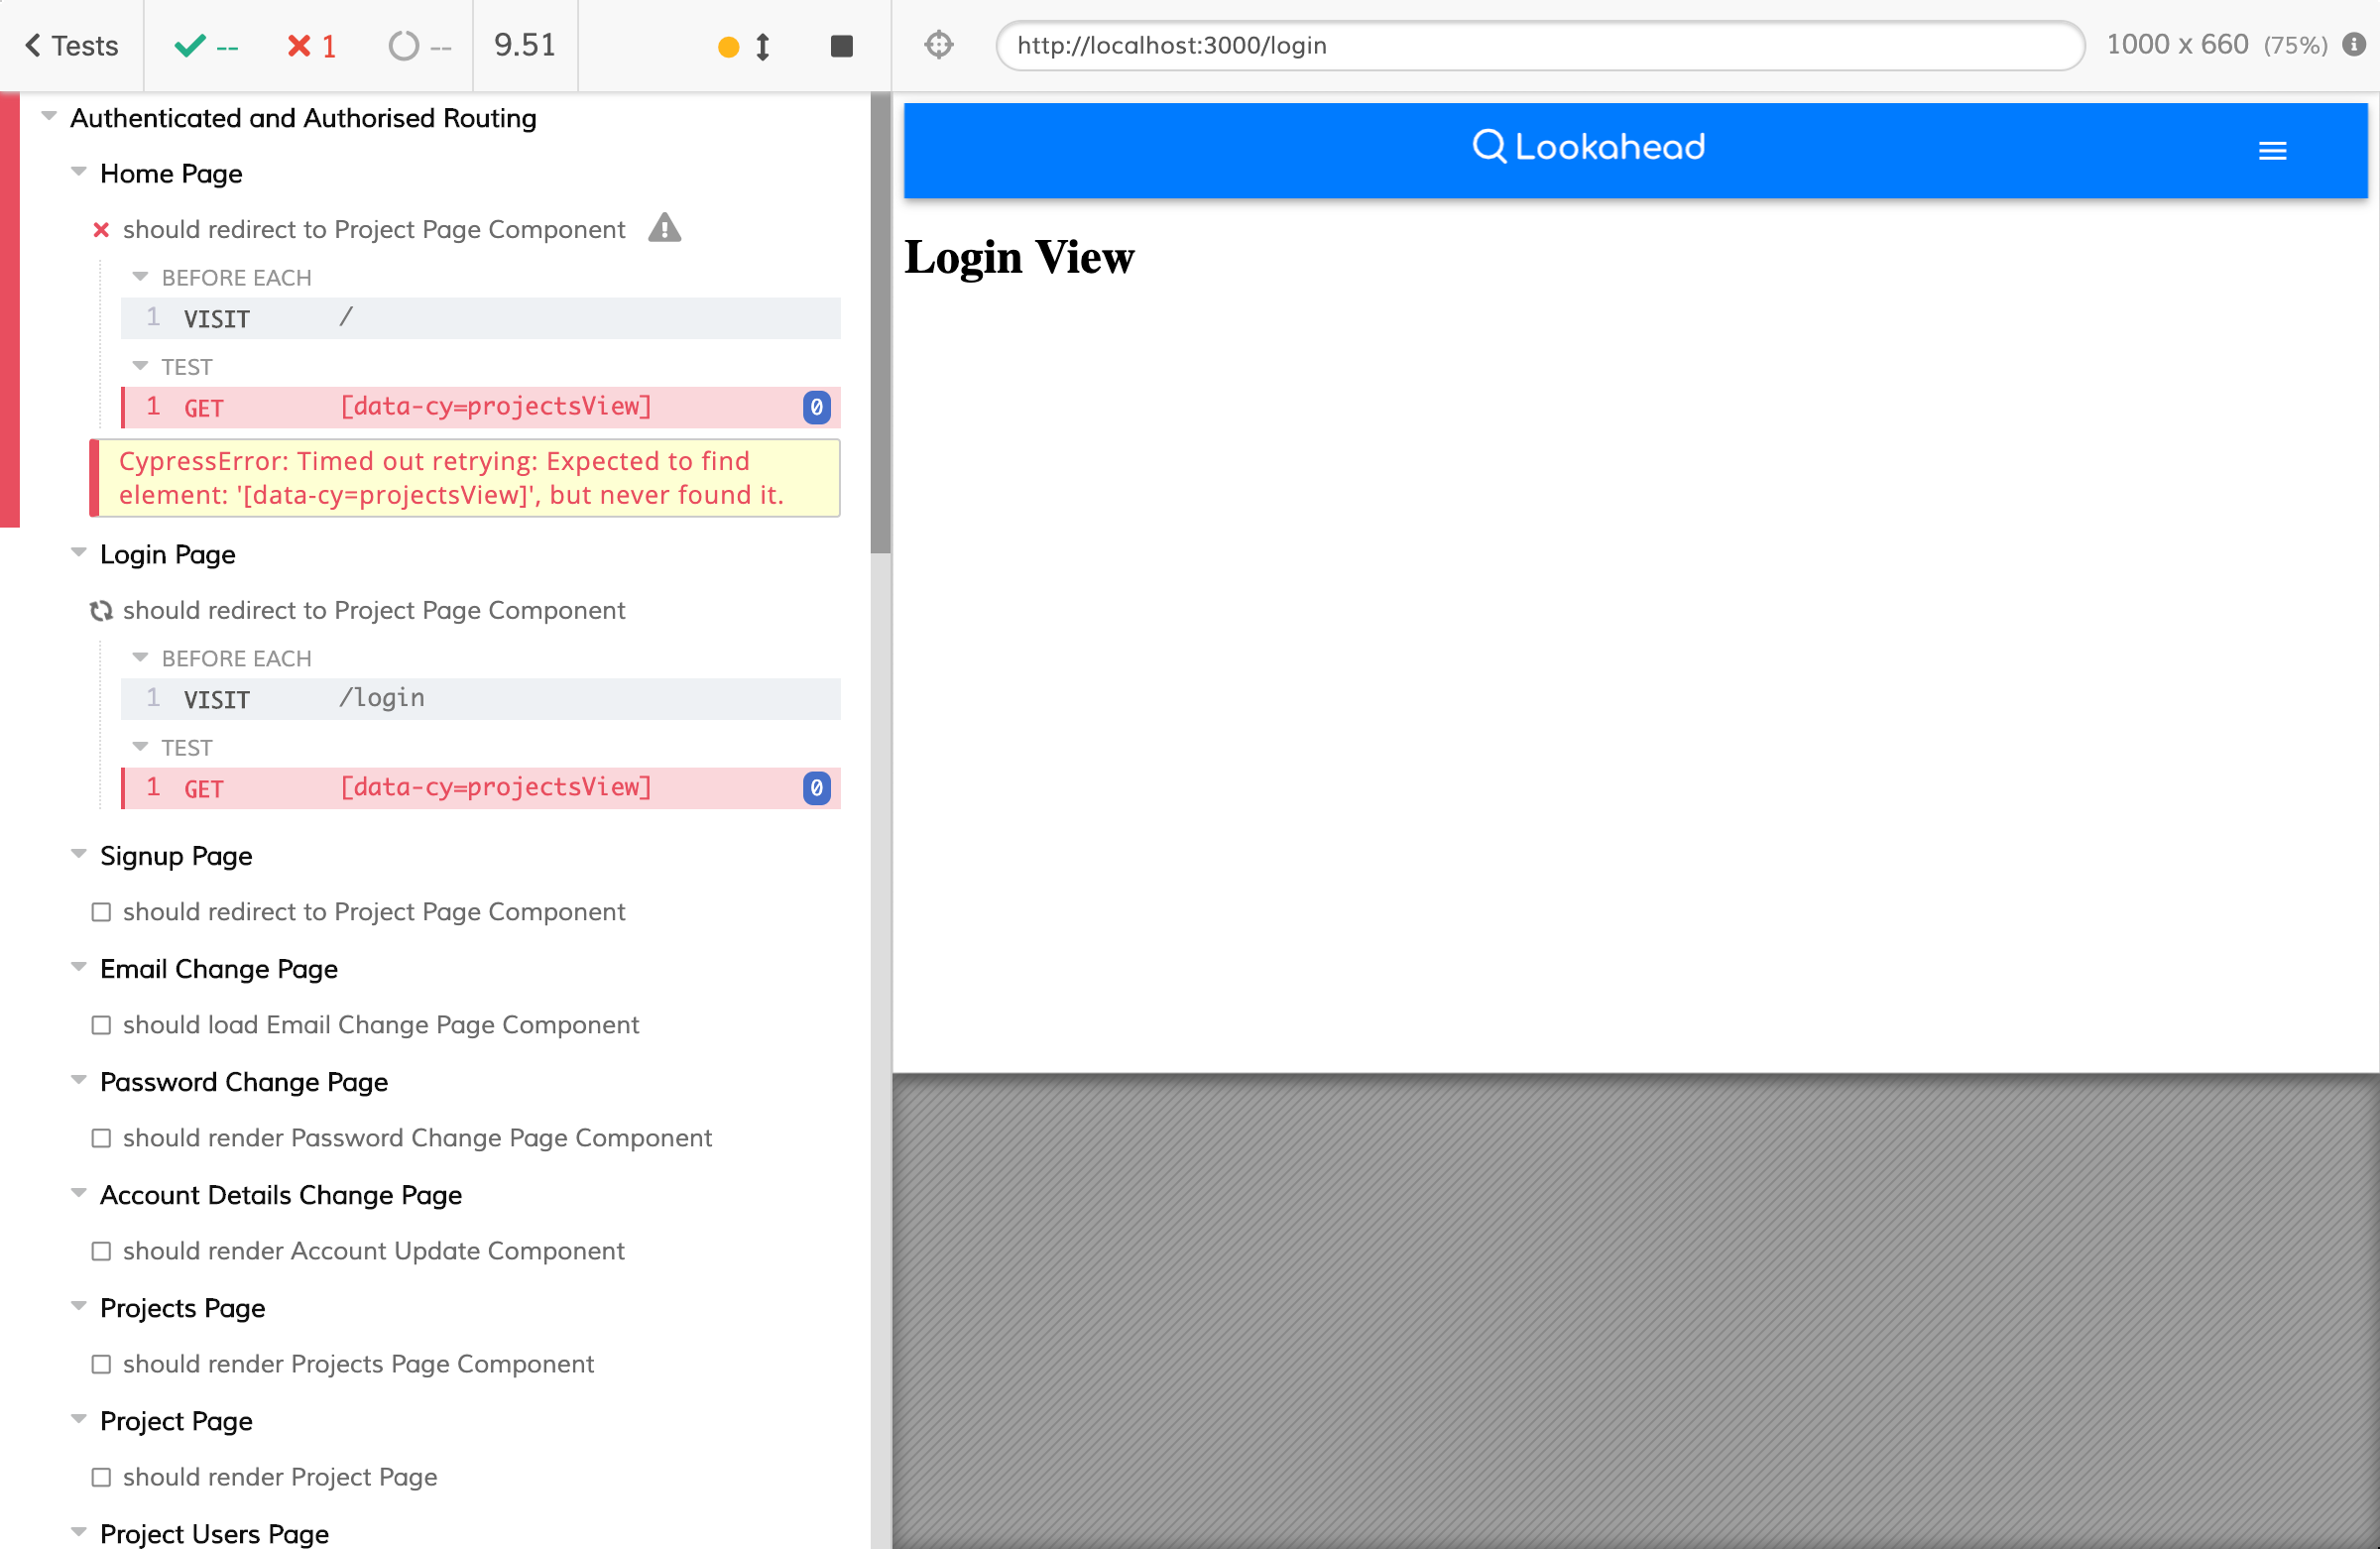 Tests -- 1 -- 9.51 http://localhost:3000/login 1000 x 660 (75%)
Authenticated and Authorised Routing
Home Page
should redirect to Project Page Component
BEFORE EACH
1 VISIT /
TEST
1 GET [data-cy=projectsView] 0
CypressError: Timed out retrying: Expected to find
element: '[data-cy=projectsView]', but never found it.
Login Page
should redirect to Project Page Component
BEFORE EACH
1 VISIT /login
TEST
1 GET [data-cy=projectsView] 0
Signup Page
should redirect to Project Page Component
Email Change Page
should load Email Change Page Component
Password Change Page
should render Password Change Page Component
Account Details Change Page
should render Account Update Component
Projects Page
should render Projects Page Component
Project Page
should render Project Page
Project Users Page
Lookahead
Login View